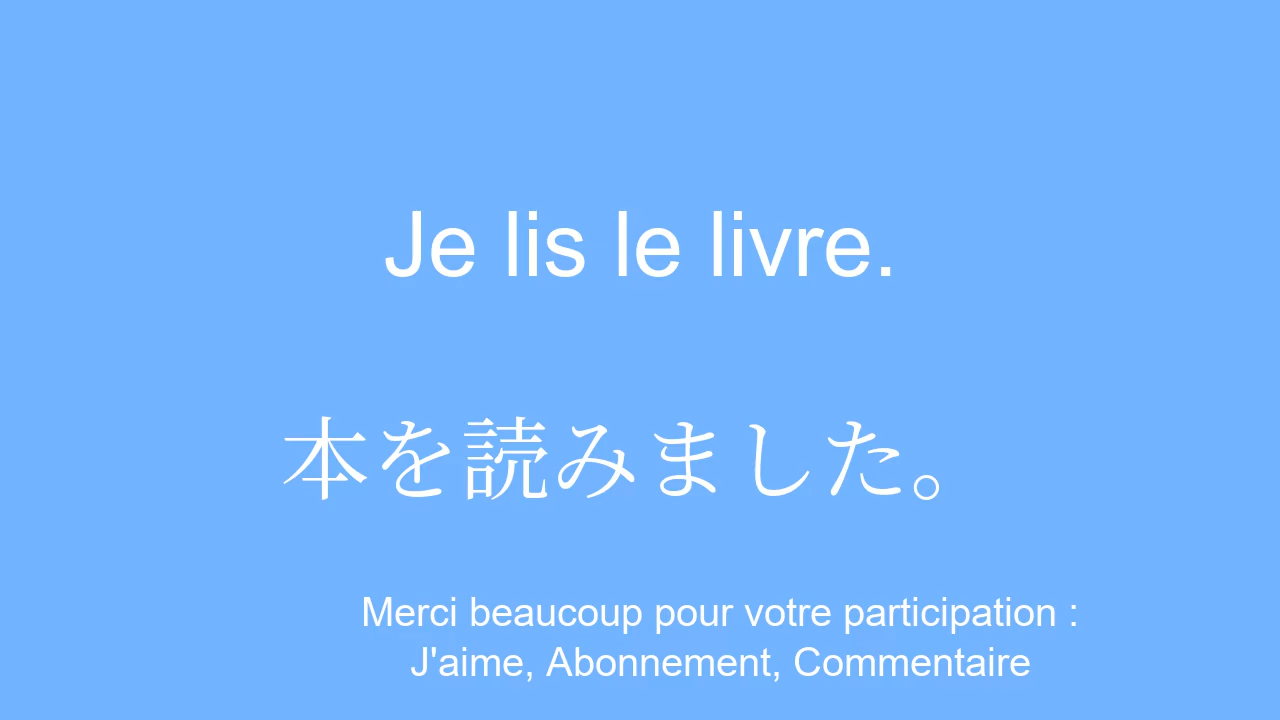 Je lis le livre.
本を読みました。
Merci beaucoup pour votre participation :
J'aime, Abonnement, Commentaire